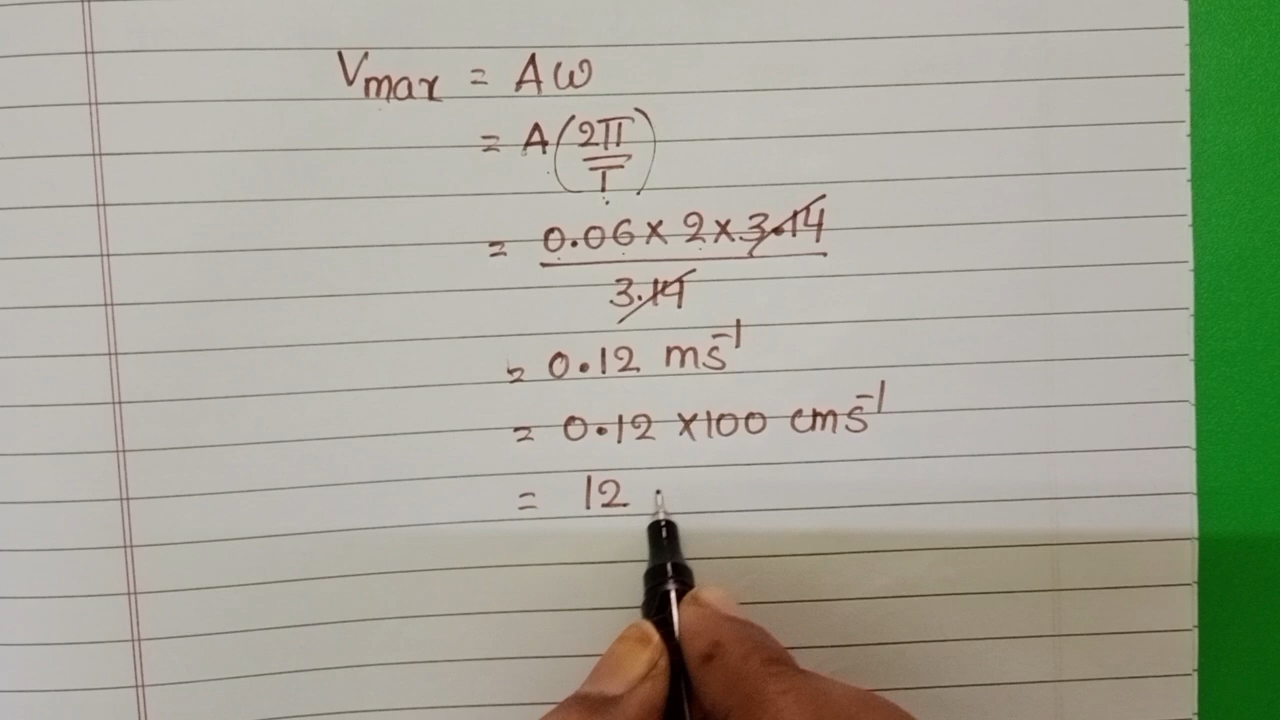 Vmax = Aω
= A(2π/T)
= 0.06 × 2 × 3.14 / 3.14
= 0.12 ms⁻¹
= 0.12 ×100 cms⁻¹
= 12